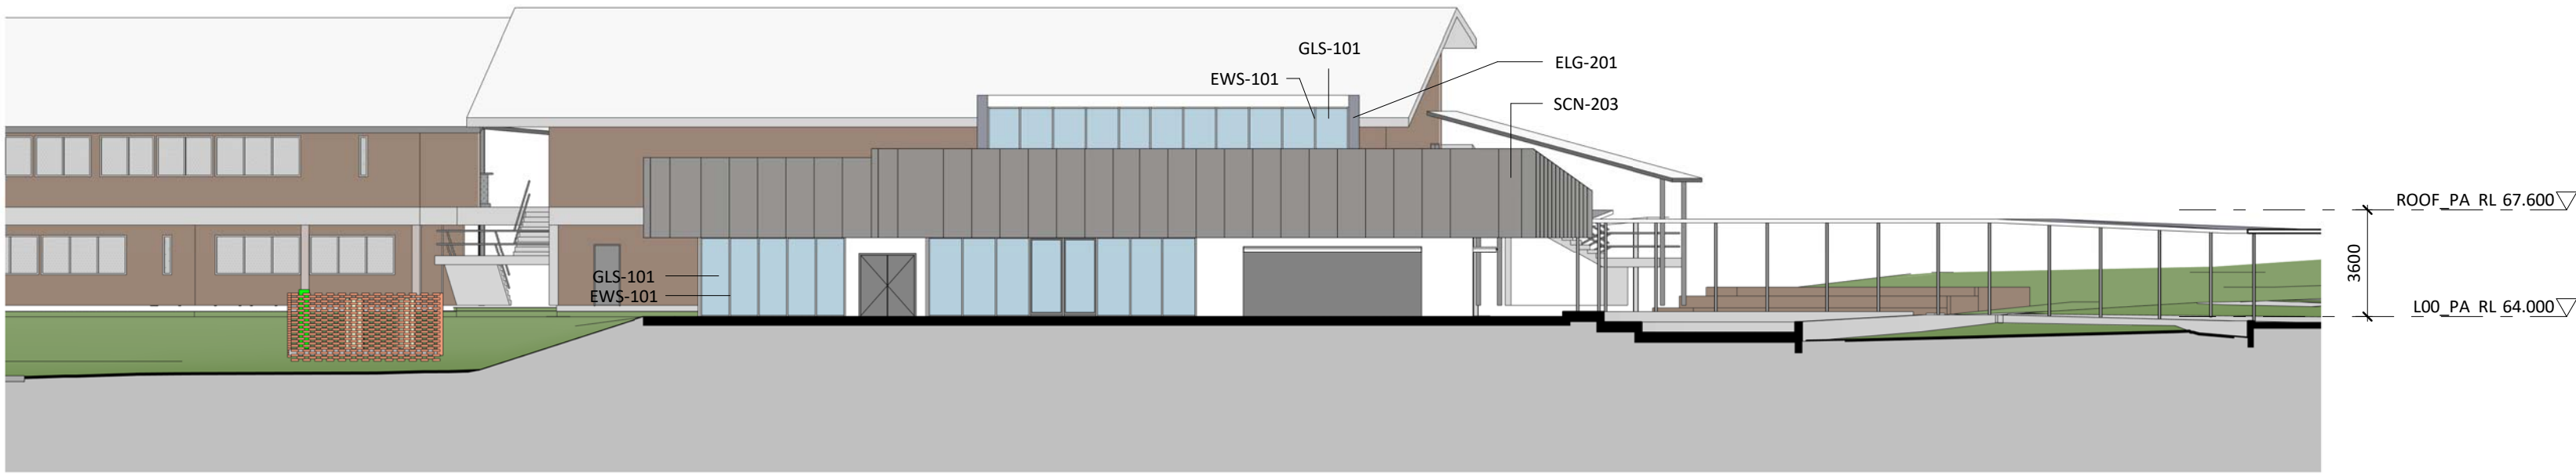 GLS-101
EWS-101
ELG-201
SCN-203
ROOF_PA RL 67.600
3600
GLS-101
EWS-101
L00_PA RL 64.000